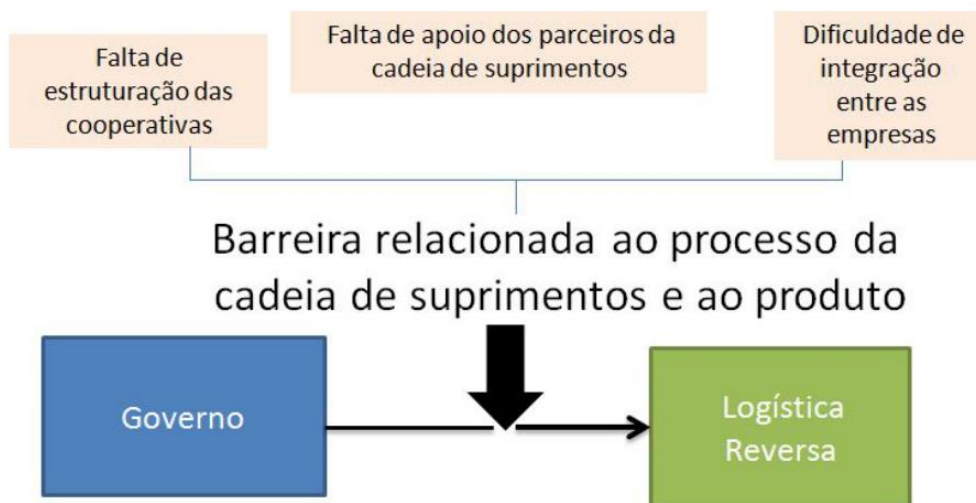 Falta de
estruturação das
cooperativas
Falta de apoio dos parceiros da
cadeia de suprimentos
Dificuldade de
integração
entre as
empresas
Barreira relacionada ao processo da
cadeia de suprimentos e ao produto
Governo
Logística
Reversa